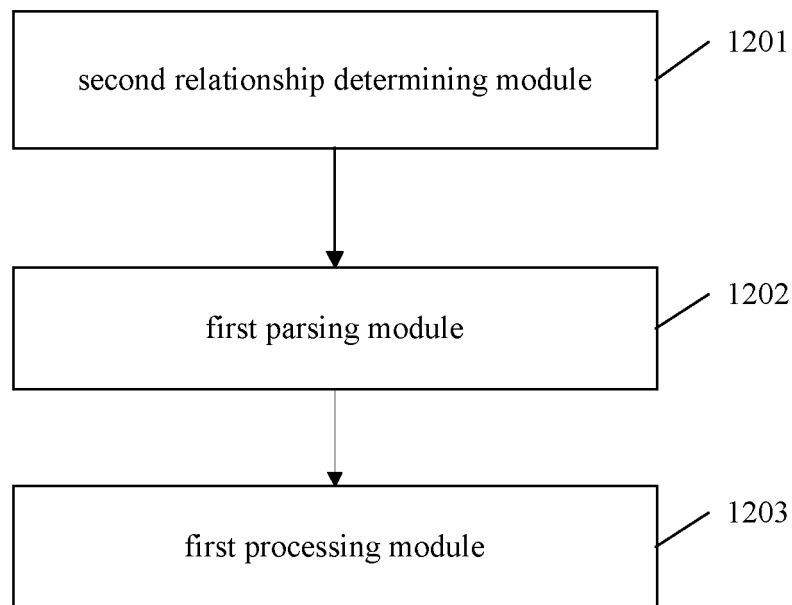 second relationship determining module
1201
first parsing module
1202
first processing module
1203